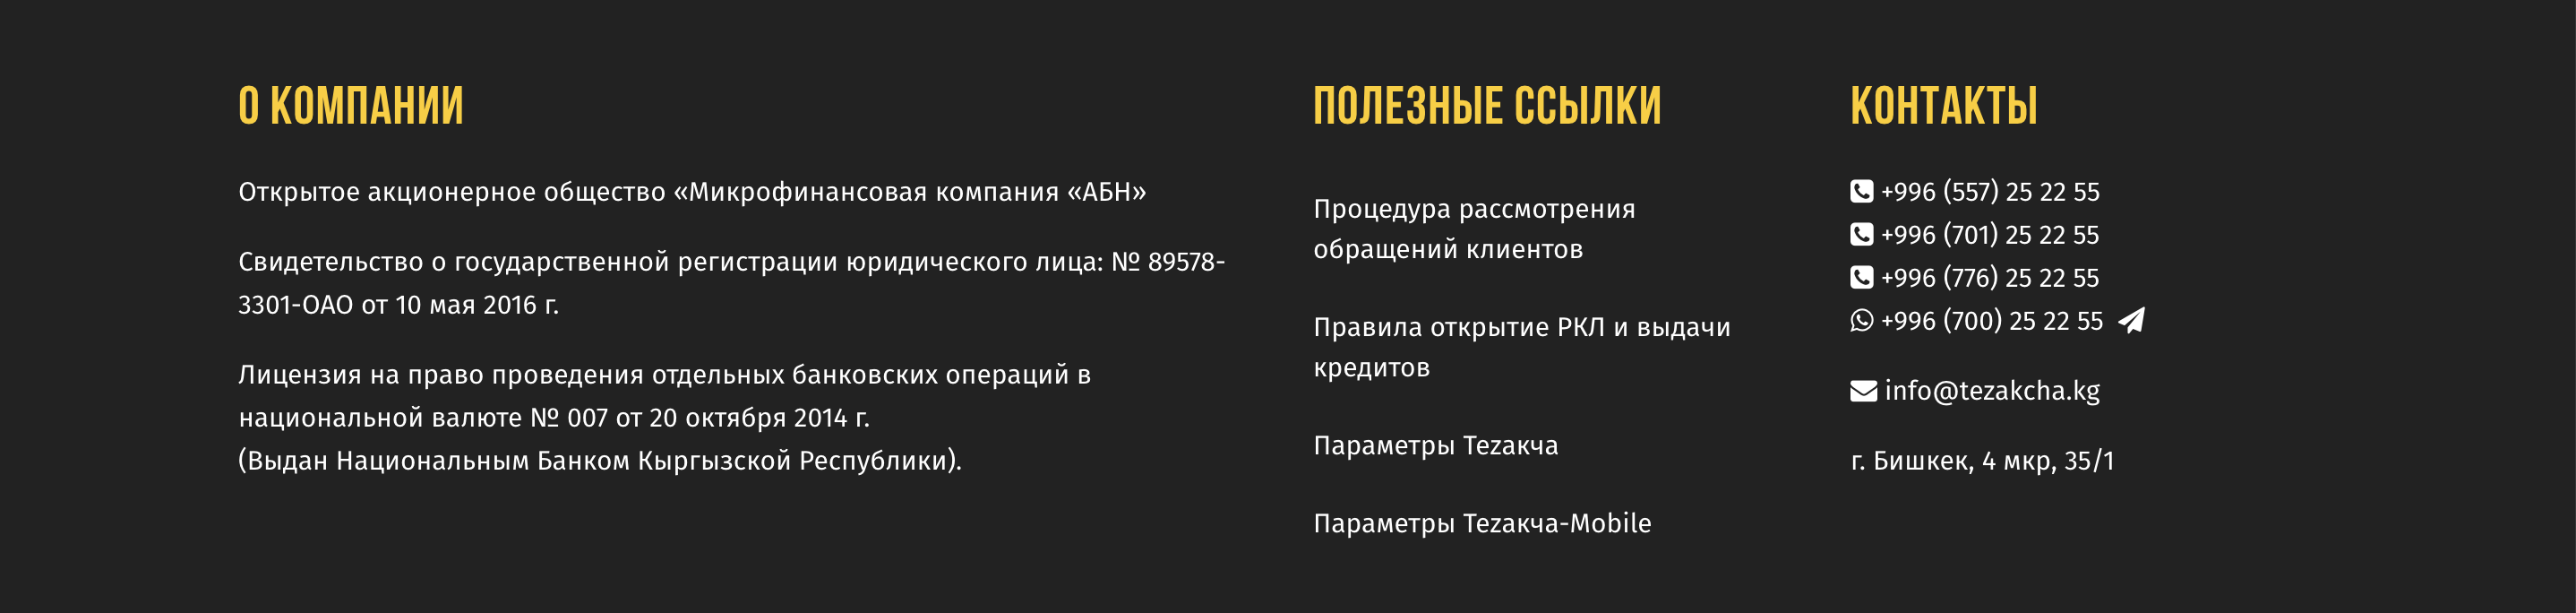 О КОМПАНИИ
Открытое акционерное общество «Микрофинансовая компания «АБН»
Свидетельство о государственной регистрации юридического лица: № 89578-
3301-ОАО от 10 мая 2016 г.
Лицензия на право проведения отдельных банковских операций в
национальной валюте № 007 от 20 октября 2014 г.
(Выдан Национальным Банком Кыргызской Республики).
ПОЛЕЗНЫЕ ССЫЛКИ
Процедура рассмотрения
обращений клиентов
Правила открытие РКЛ и выдачи
кредитов
Параметры Tezакча
Параметры Tezакча-Mobile
КОНТАКТЫ
+996 (557) 25 22 55
+996 (701) 25 22 55
+996 (776) 25 22 55
+996 (700) 25 22 55
info@tezakcha.kg
г. Бишкек, 4 мкр, 35/1